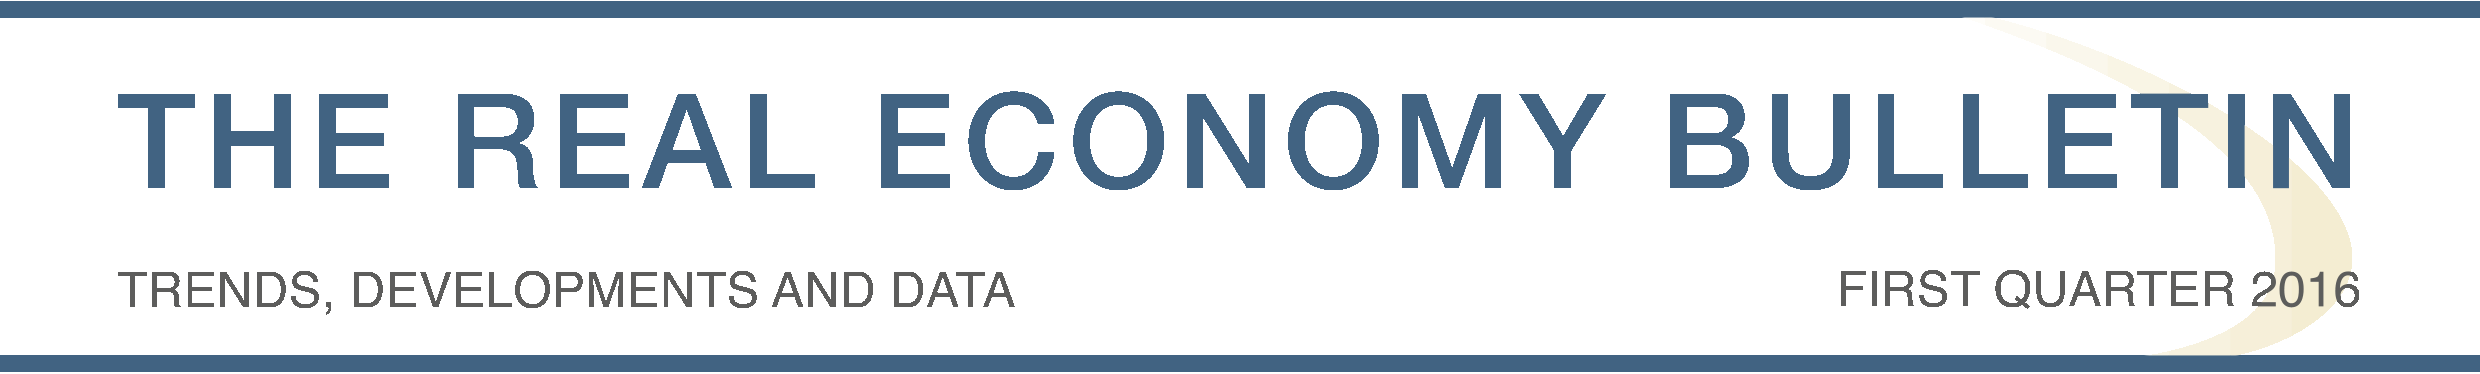 THE REAL ECONOMY BULLETIN
TRENDS, DEVELOPMENTS AND DATA
FIRST QUARTER 2016